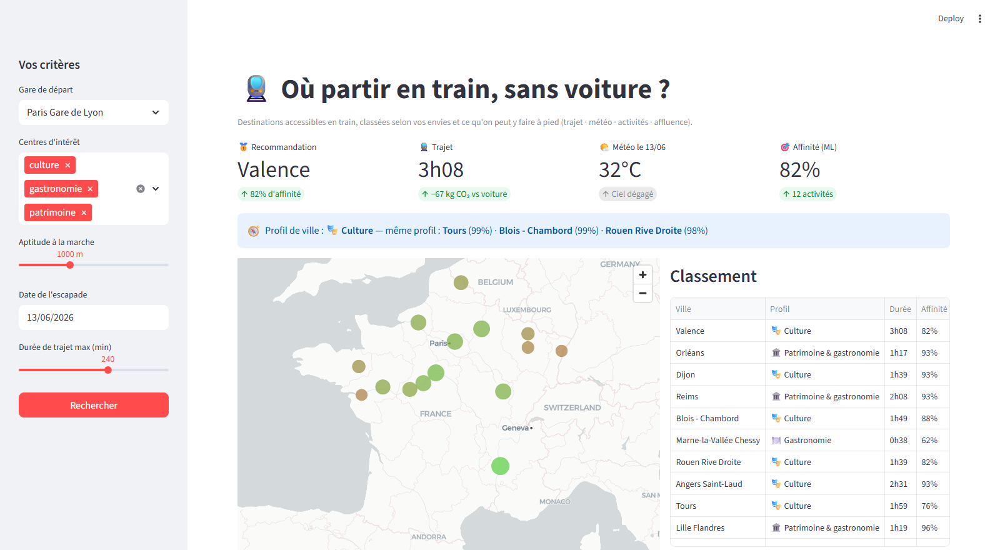 Deploy
Vos critères
Gare de départ
Paris Gare de Lyon
Centres d'intérêt
culture ×
gastronomie ×
patrimoine ×
Aptitude à la marche
1000 m
Date de l'escapade
13/06/2026
Durée de trajet max (min)
240
Rechercher
Où partir en train, sans voiture ?
Destinations accessibles en train, classées selon vos envies et ce qu'on peut y faire à pied (trajet · météo · activités · affluence).
Recommandation
Valence
↑ 82% d'affinité
Trajet
3h08
↑ −67 kg CO₂ vs voiture
Météo le 13/06
32°C
↑ Ciel dégagé
Affinité (ML)
82%
↑ 12 activités
Profil de ville : Culture — même profil : Tours (99%) · Blois - Chambord (99%) · Rouen Rive Droite (98%)
GERMANY
BELGIUM
LUXEMBOURG
Paris
FRANCE
SWITZERLAND
Geneva
MONACO
SAN M
ANDORRA
+
−
Classement
Ville Profil Durée Affinité
Valence Culture 3h08 82%
Orléans Patrimoine & gastronomie 1h17 93%
Dijon Culture 1h39 93%
Reims Patrimoine & gastronomie 2h08 93%
Blois - Chambord Culture 1h49 88%
Marne-la-Vallée Chessy Gastronomie 0h38 62%
Rouen Rive Droite Culture 1h39 82%
Angers Saint-Laud Culture 2h31 93%
Tours Culture 1h59 76%
Lille Flandres Patrimoine & gastronomie 1h19 96%